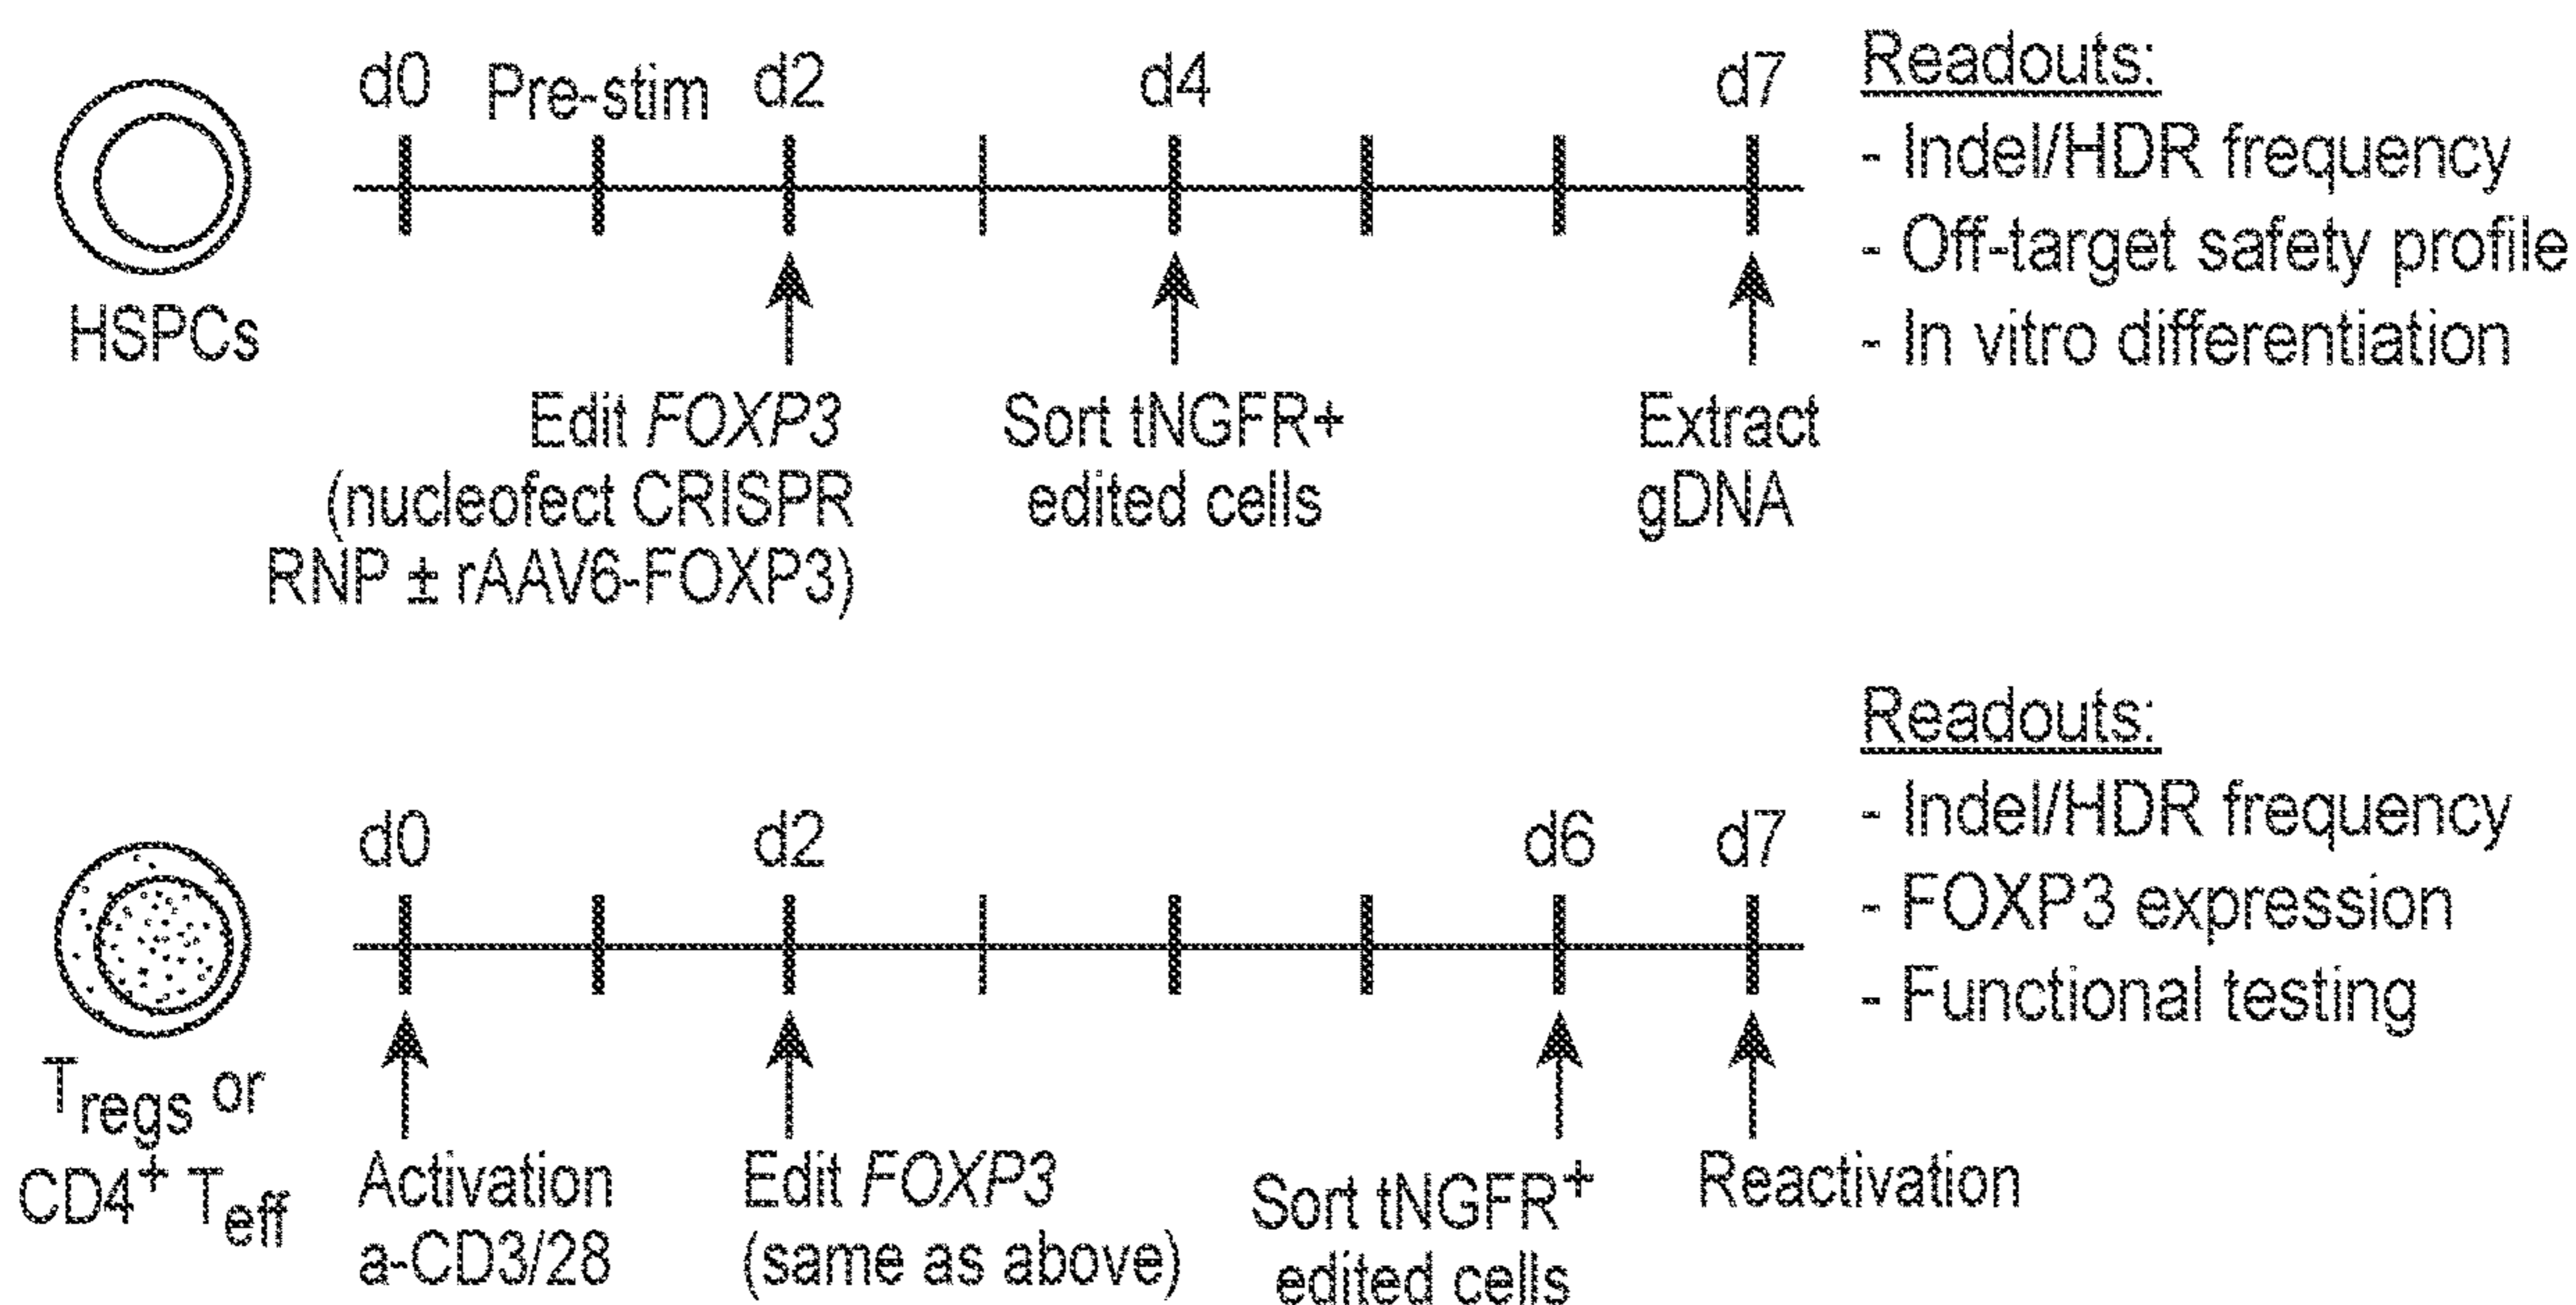 d0 Pre-stim d2 d4 d7
HSPCs
Edit FOXP3
(nucleofect CRISPR
RNP ± rAAV6-FOXP3)
Sort tNGFR+
edited cells
Extract
gDNA
Readouts:
- Indel/HDR frequency
- Off-target safety profile
- In vitro differentiation
d0 d2 d6 d7
Tregs or
CD4+ Teff
Activation
a-CD3/28
Edit FOXP3
(same as above)
Sort tNGFR+
edited cells
Reactivation
Readouts:
- Indel/HDR frequency
- FOXP3 expression
- Functional testing